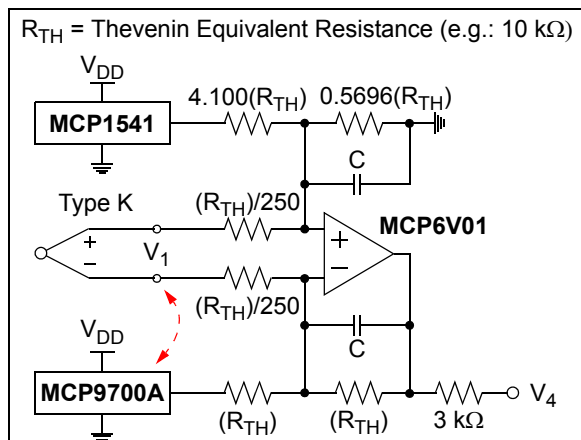 R_TH = Thevenin Equivalent Resistance (e.g.: 10 kΩ)
V_DD
4.100(R_TH)
0.5696(R_TH)
MCP1541
C
Type K
(R_TH)/250
MCP6V01
+
+
−
V_1
−
(R_TH)/250
V_DD
C
MCP9700A
V_4
(R_TH)
(R_TH)
3 kΩ